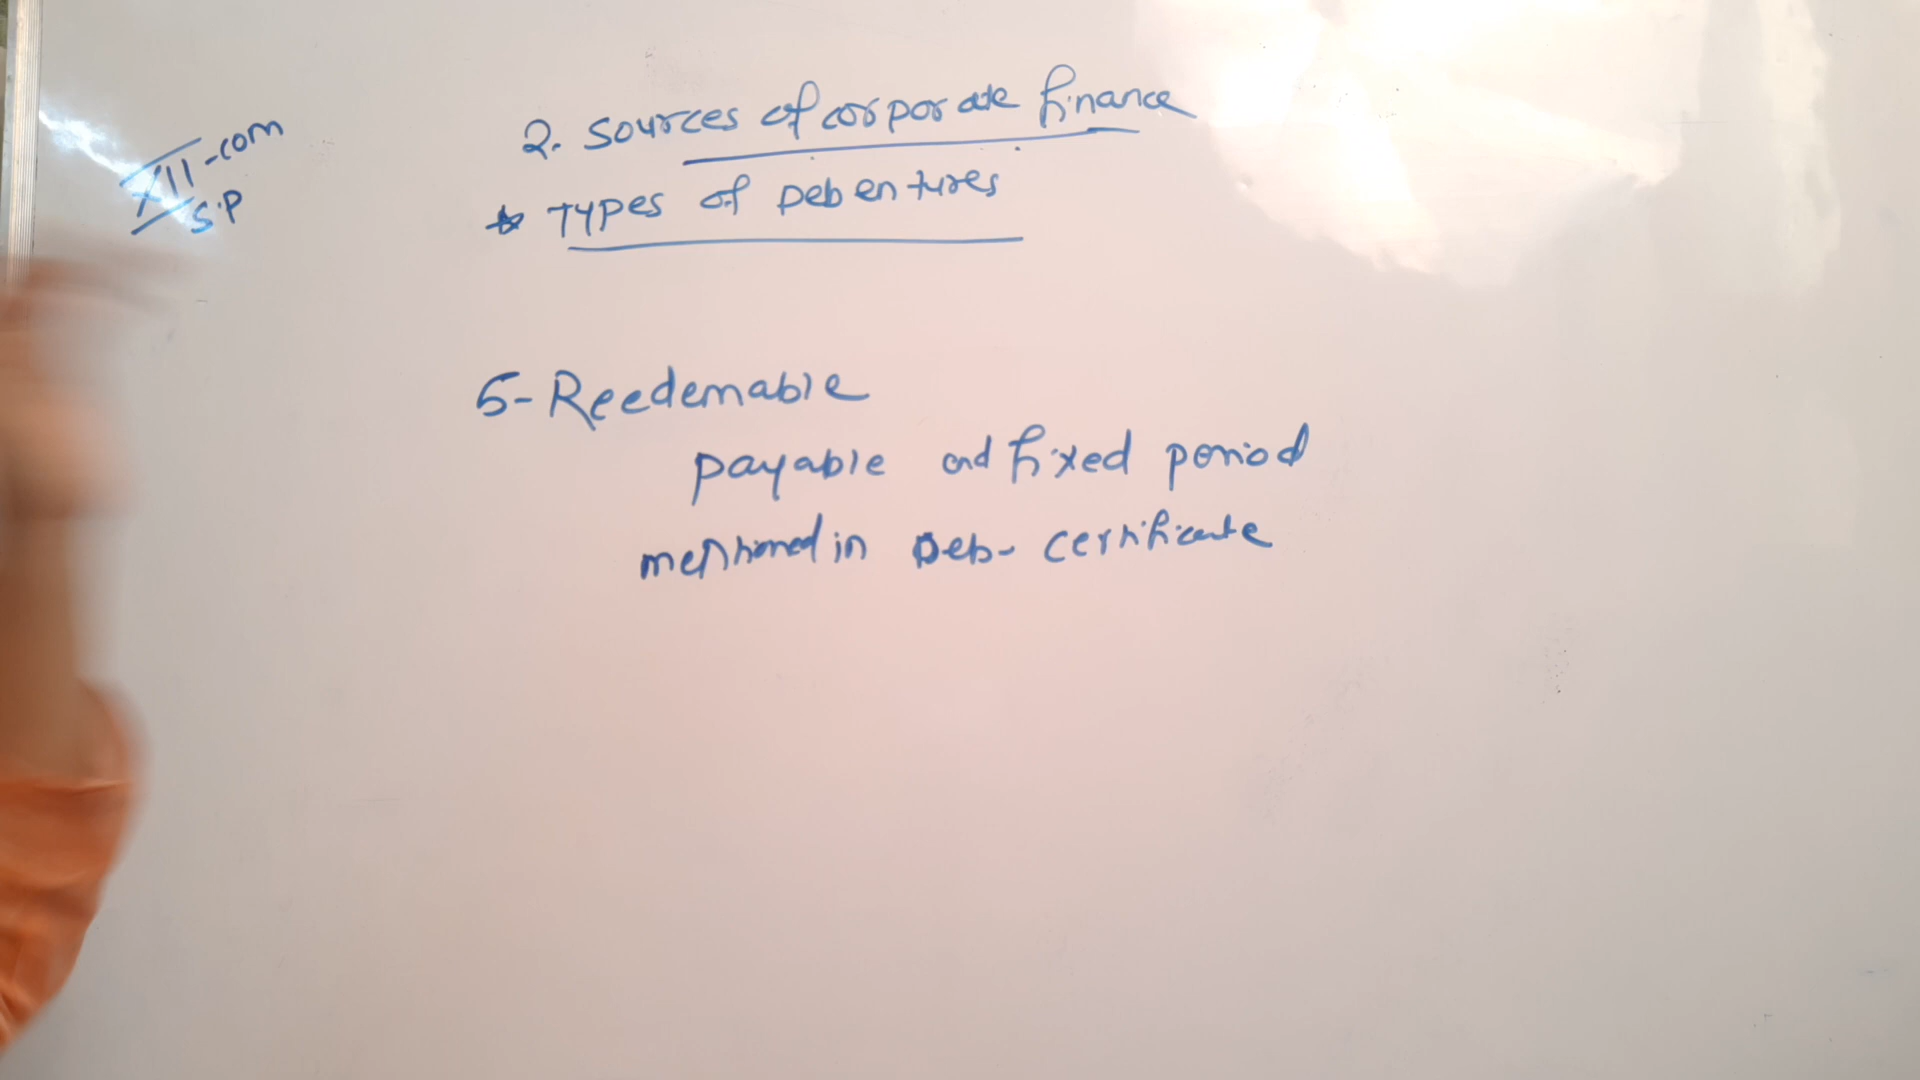 XII-com
S.P
2. Sources of corporate finance
* Types of Debentures
5- Reedemable
payable and fixed period
mentioned in Deb- certificate